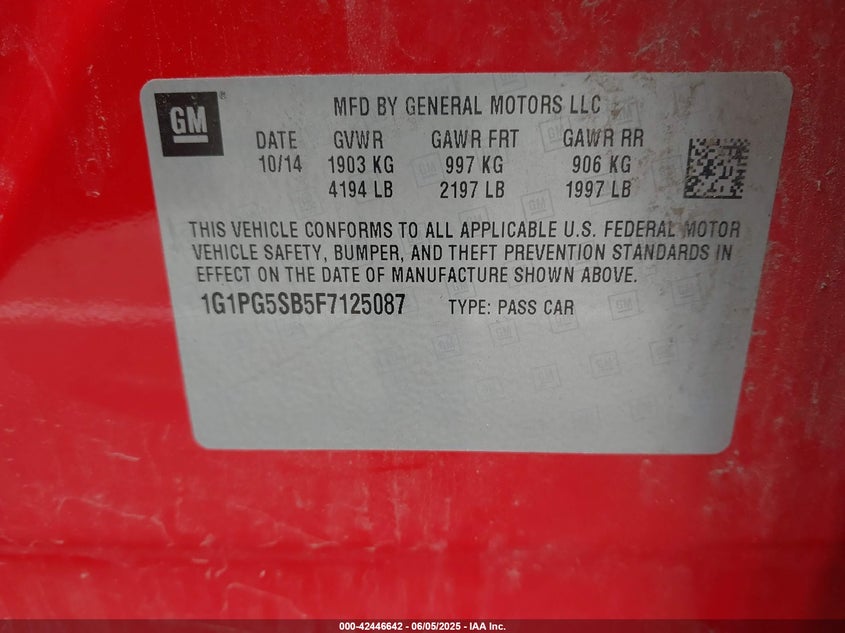 GM®
MFD BY GENERAL MOTORS LLC
DATE GVWR GAWR FRT GAWR RR
10/14 1903 KG 997 KG 906 KG
4194 LB 2197 LB 1997 LB
THIS VEHICLE CONFORMS TO ALL APPLICABLE U.S. FEDERAL MOTOR
VEHICLE SAFETY, BUMPER, AND THEFT PREVENTION STANDARDS IN
EFFECT ON THE DATE OF MANUFACTURE SHOWN ABOVE.
1G1PG5SB5F7125087 TYPE: PASS CAR
000-42446642 - 06/05/2025 - IAA Inc.